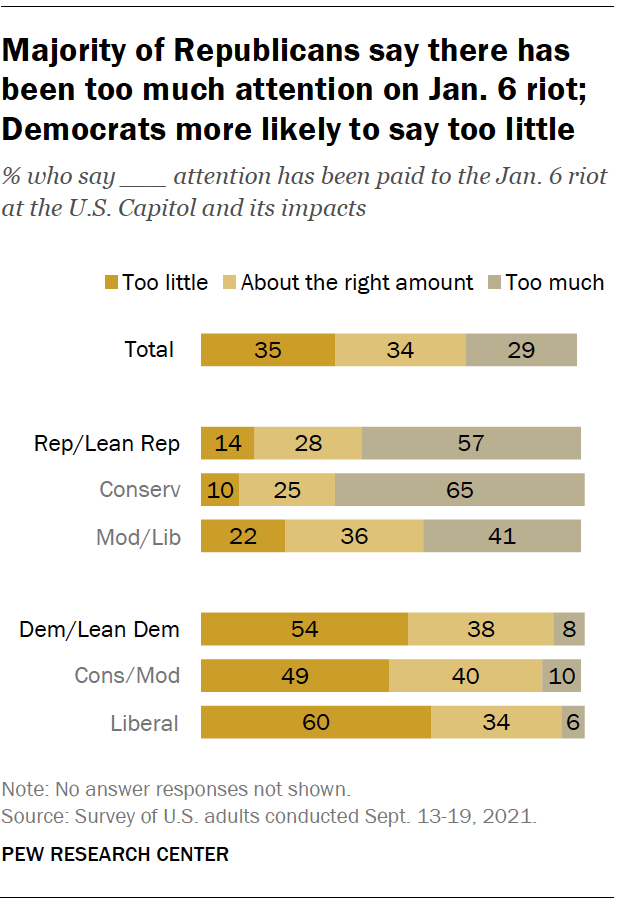 Majority of Republicans say there has
been too much attention on Jan. 6 riot;
Democrats more likely to say too little
% who say ____ attention has been paid to the Jan. 6 riot
at the U.S. Capitol and its impacts
Too little About the right amount Too much
Total 35 34 29
Rep/Lean Rep 14 28 57
Conserv 10 25 65
Mod/Lib 22 36 41
Dem/Lean Dem 54 38 8
Cons/Mod 49 40 10
Liberal 60 34 6
Note: No answer responses not shown.
Source: Survey of U.S. adults conducted Sept. 13-19, 2021.
PEW RESEARCH CENTER